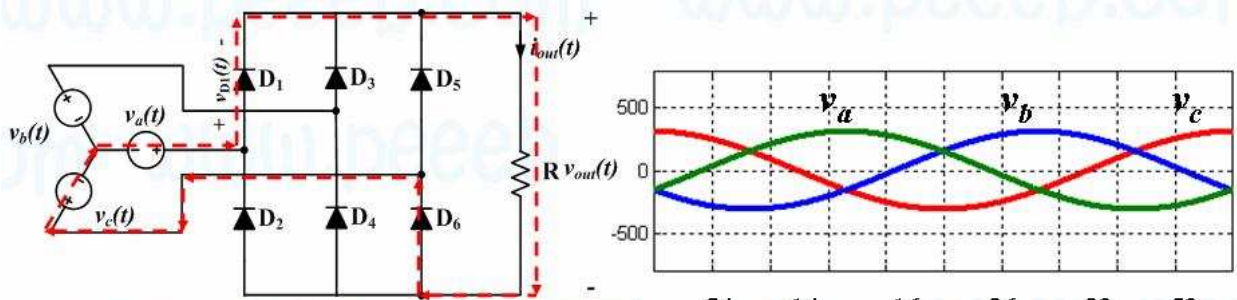 +
i_out(t)
- v_D1(t) +
D1
D3
D5
v_a(t)
v_b(t)
v_c(t)
+ -
- +
+
R v_out(t)
D2
D4
D6
-
500
0
-500
v_a
v_b
v_c